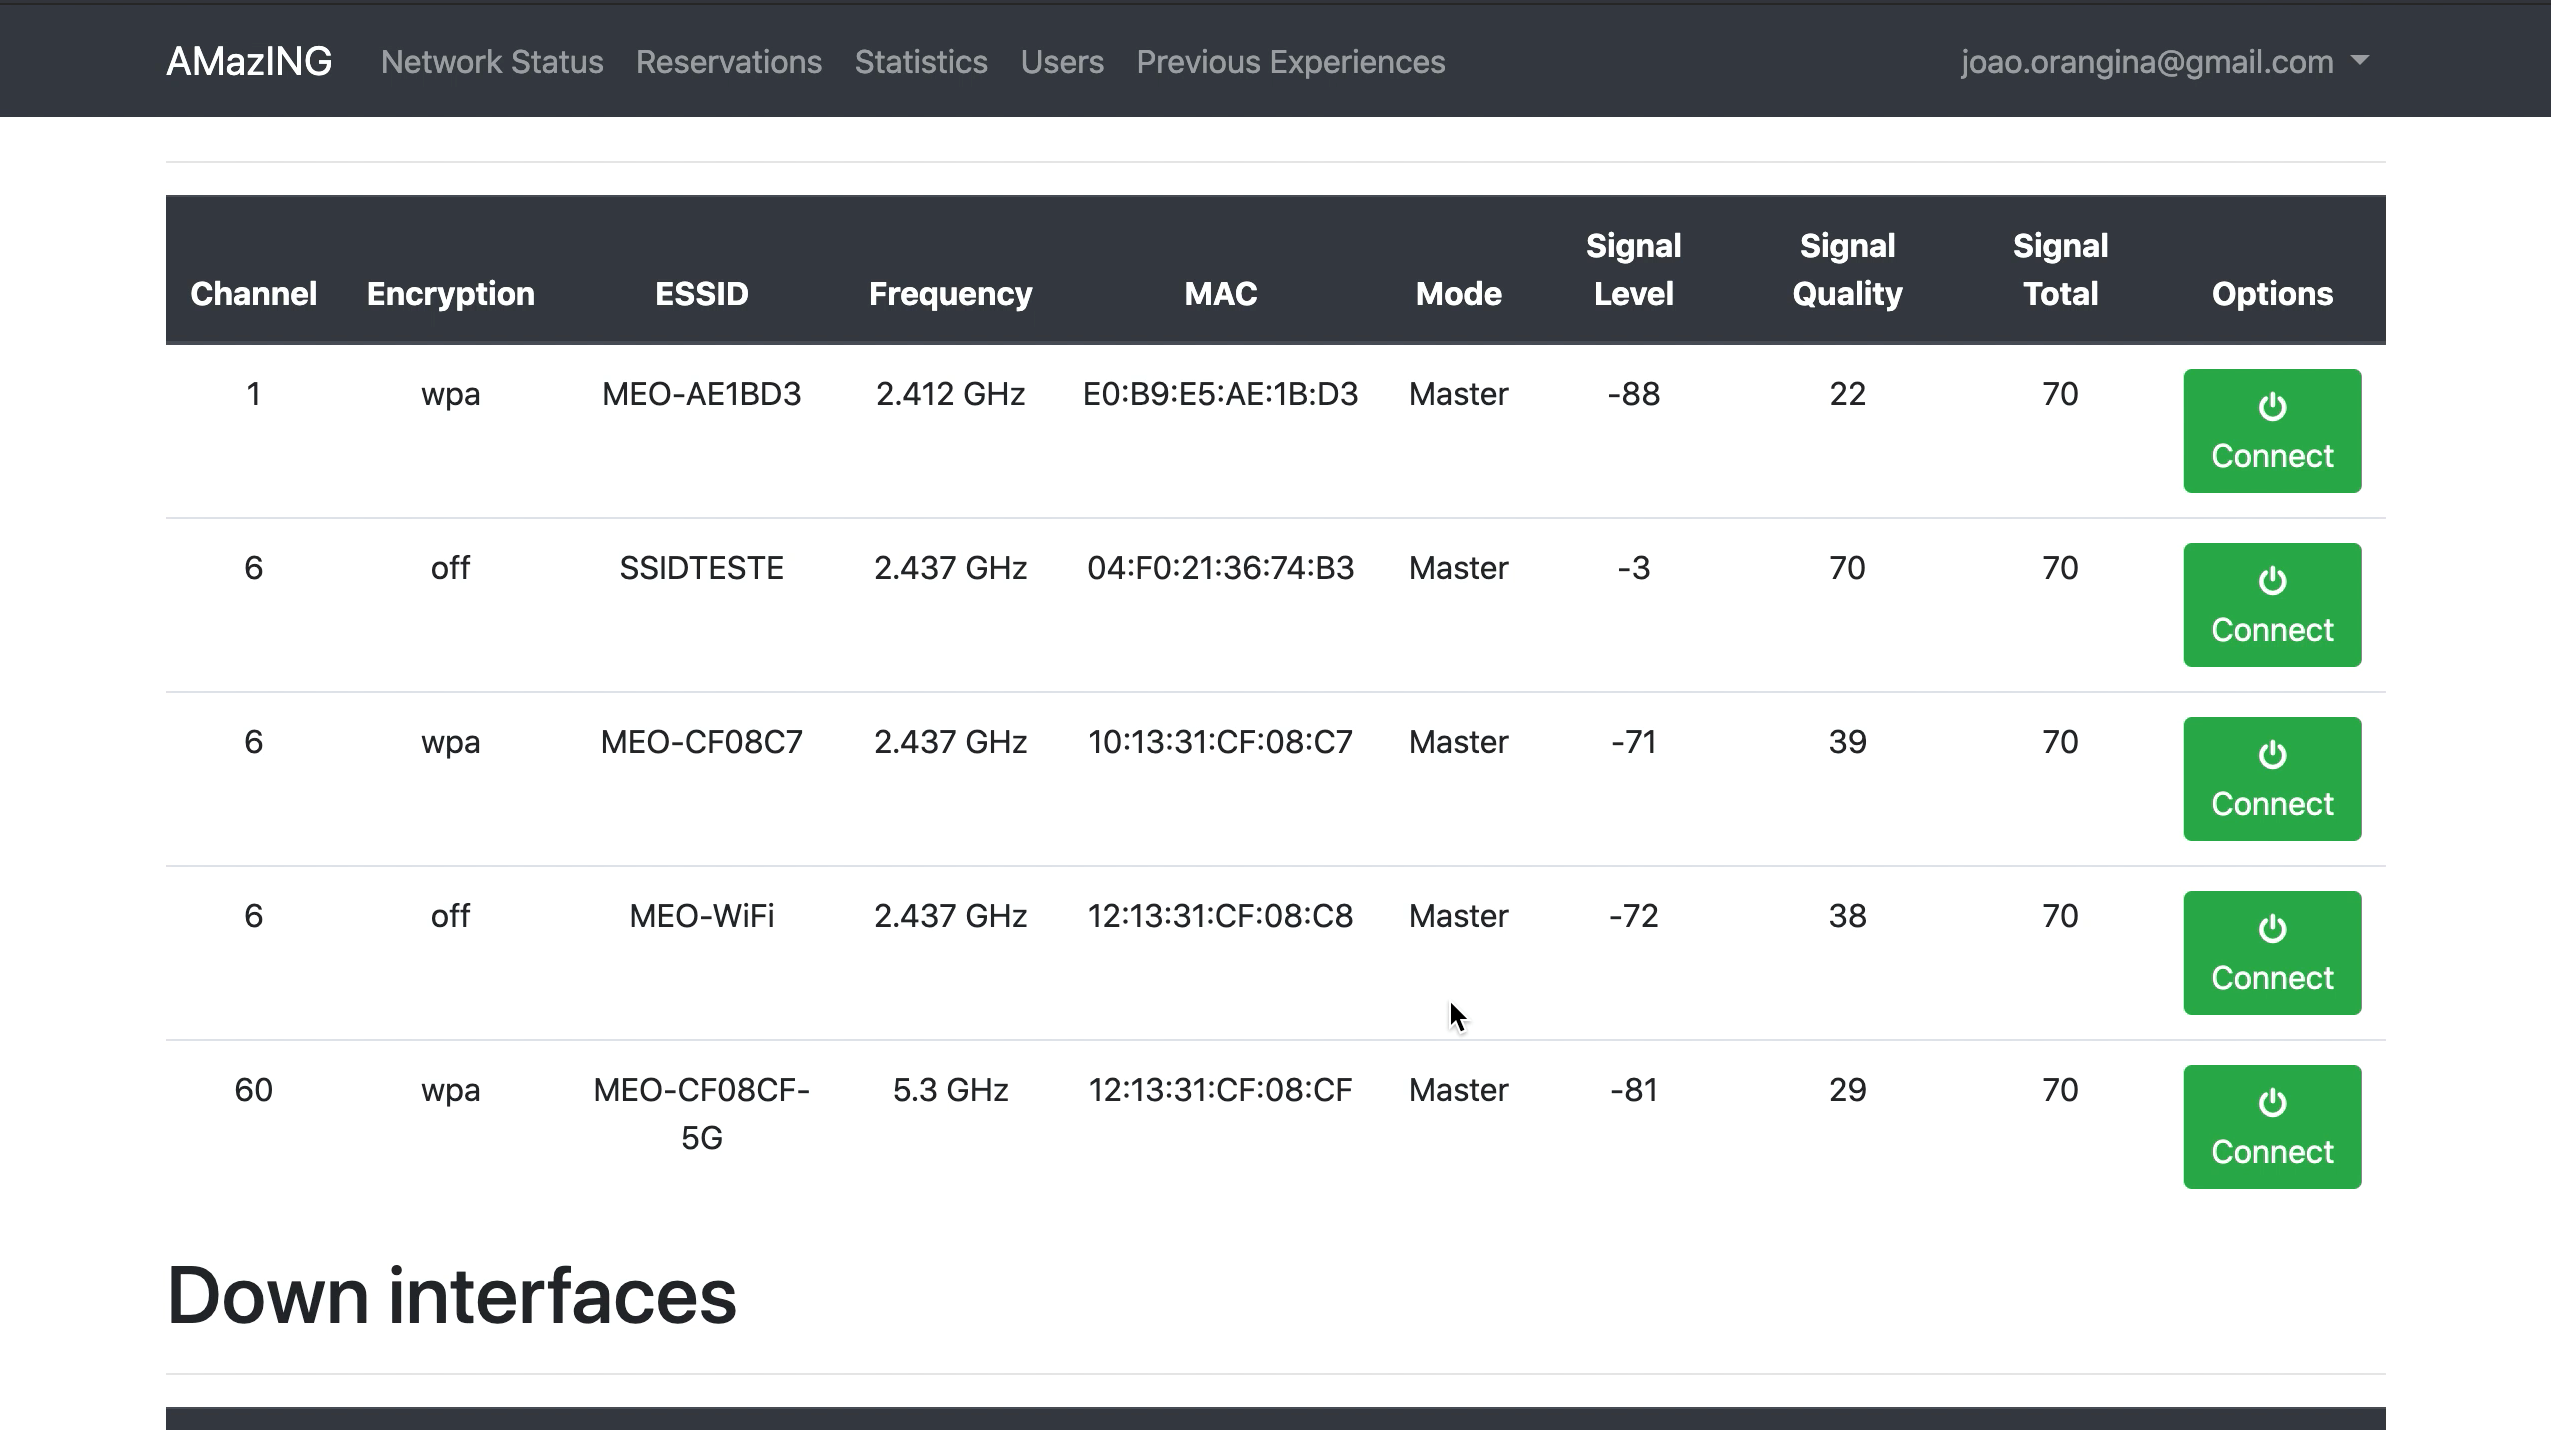 AMazING Network Status Reservations Statistics Users Previous Experiences joao.orangina@gmail.com
Channel Encryption ESSID Frequency MAC Mode Signal Level Signal Quality Signal Total Options
1 wpa MEO-AE1BD3 2.412 GHz E0:B9:E5:AE:1B:D3 Master -88 22 70 Connect
6 off SSIDTESTE 2.437 GHz 04:F0:21:36:74:B3 Master -3 70 70 Connect
6 wpa MEO-CF08C7 2.437 GHz 10:13:31:CF:08:C7 Master -71 39 70 Connect
6 off MEO-WiFi 2.437 GHz 12:13:31:CF:08:C8 Master -72 38 70 Connect
60 wpa MEO-CF08CF-5G 5.3 GHz 12:13:31:CF:08:CF Master -81 29 70 Connect
Down interfaces